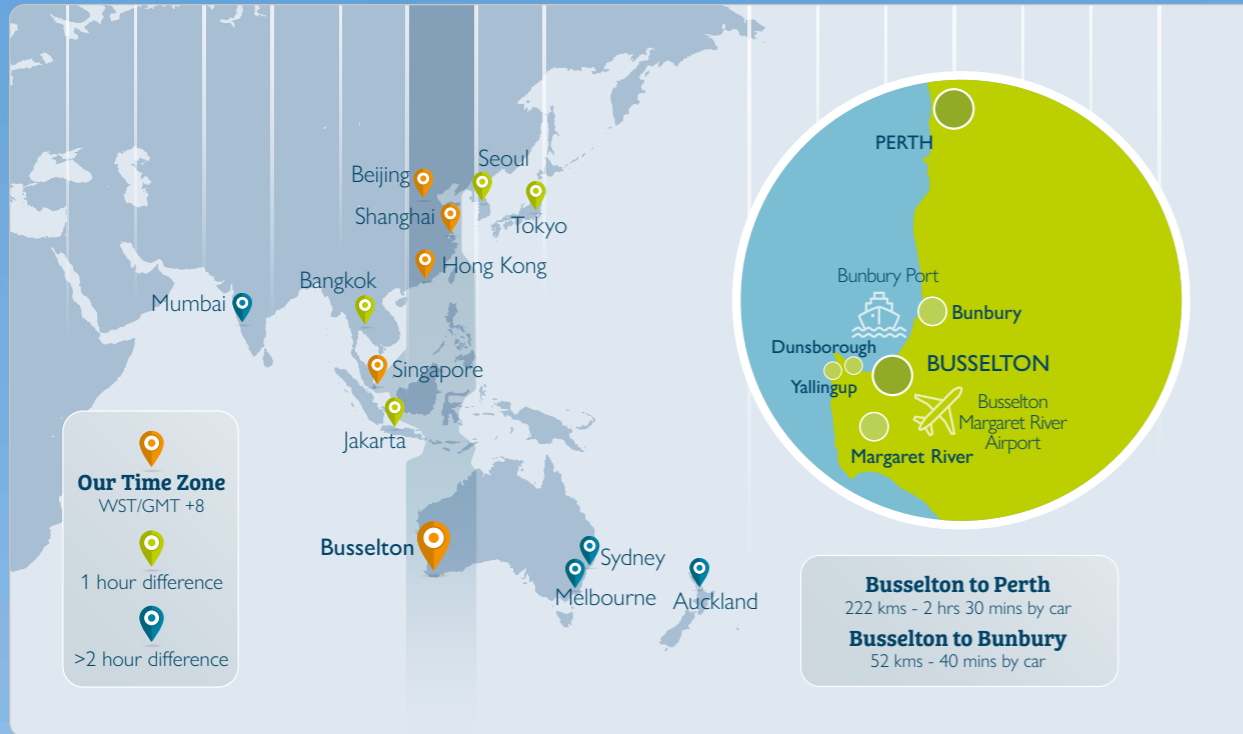 Beijing
Seoul
Shanghai
Tokyo
Hong Kong
Bangkok
Mumbai
Singapore
Jakarta
Busselton
Sydney
Melbourne
Auckland
Our Time Zone
WST/GMT +8
1 hour difference
>2 hour difference
PERTH
Bunbury Port
Bunbury
Dunsborough
BUSSELTON
Yallingup
Busselton
Margaret River
Airport
Margaret River
Busselton to Perth
222 kms - 2 hrs 30 mins by car
Busselton to Bunbury
52 kms - 40 mins by car